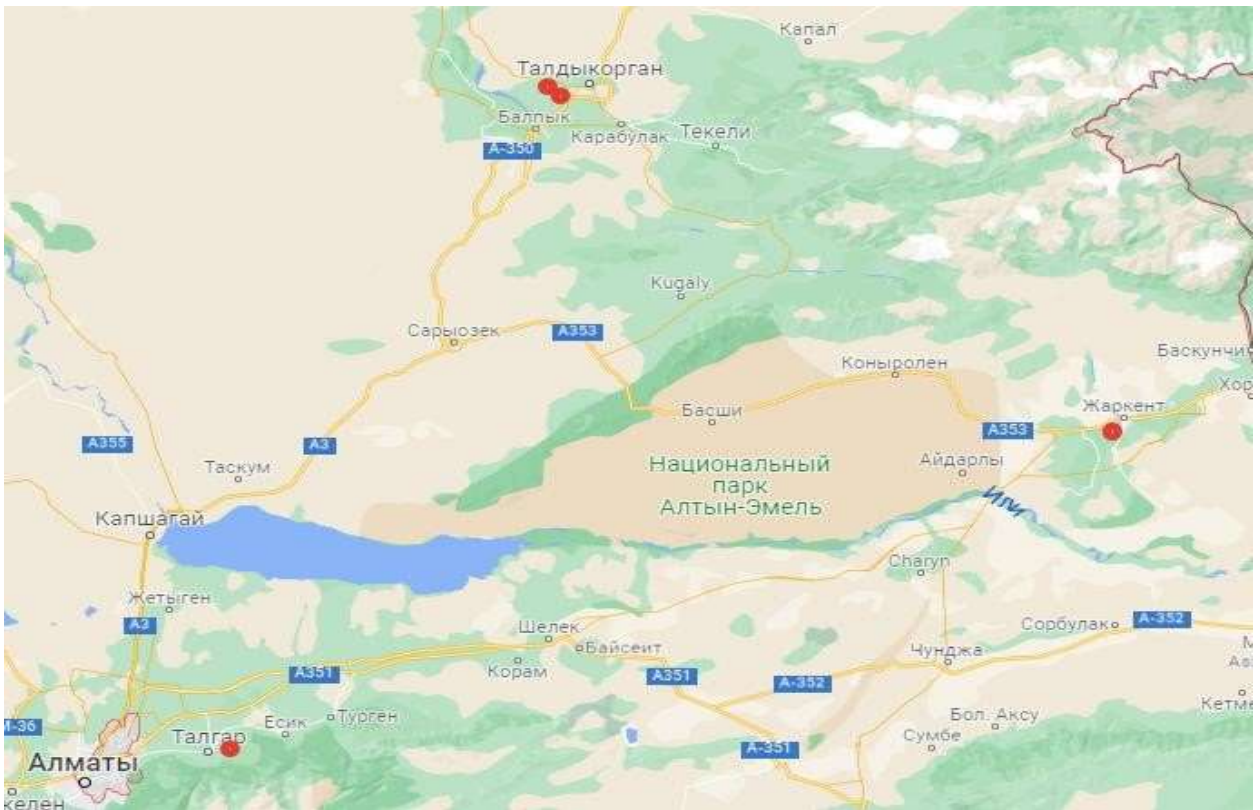 Капал
Талдыкорган
Балпык
Карабулак
Текели
А-350
Kugaly
А353
Сарыозек
Коныролен
Баскунчи
Хор
Жаркент
Басши
А353
А355
А3
Таскум
Айдарлы
Национальный
парк
Алтын-Эмель
Или
Капшагай
Charyn
Жетыген
А3
Шелек
Байсеит
Сорбулак
А-352
Корам
А351
А351
Чунджа
А-352
Кетме
Есик
Турген
Бол. Аксу
Талгар
А-351
Сумбе
Алматы